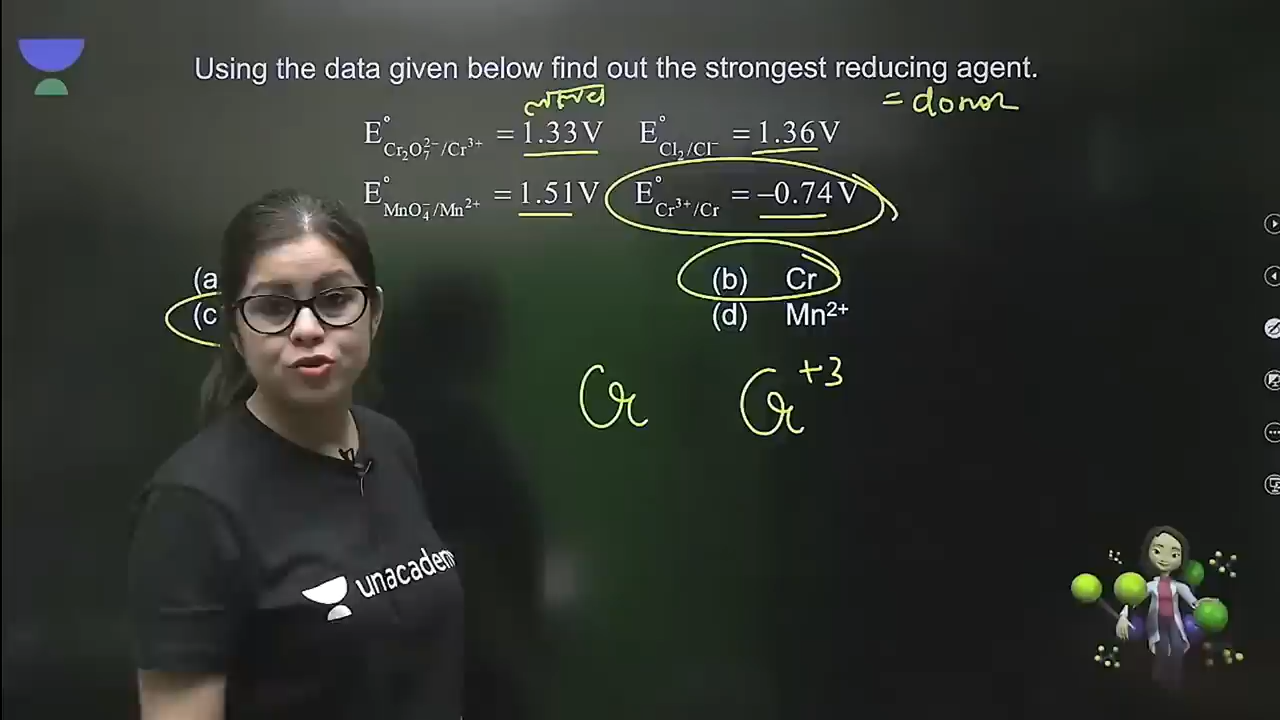 Using the data given below find out the strongest reducing agent.
= donor
E°Cr₂O₇²⁻/Cr³⁺ = 1.33V E°Cl₂/Cl⁻ = 1.36V
E°MnO₄⁻/Mn²⁺ = 1.51V E°Cr³⁺/Cr = –0.74V
(a
(b) Cr
(c
(d) Mn²⁺
Cr Cr⁺³
unacadem